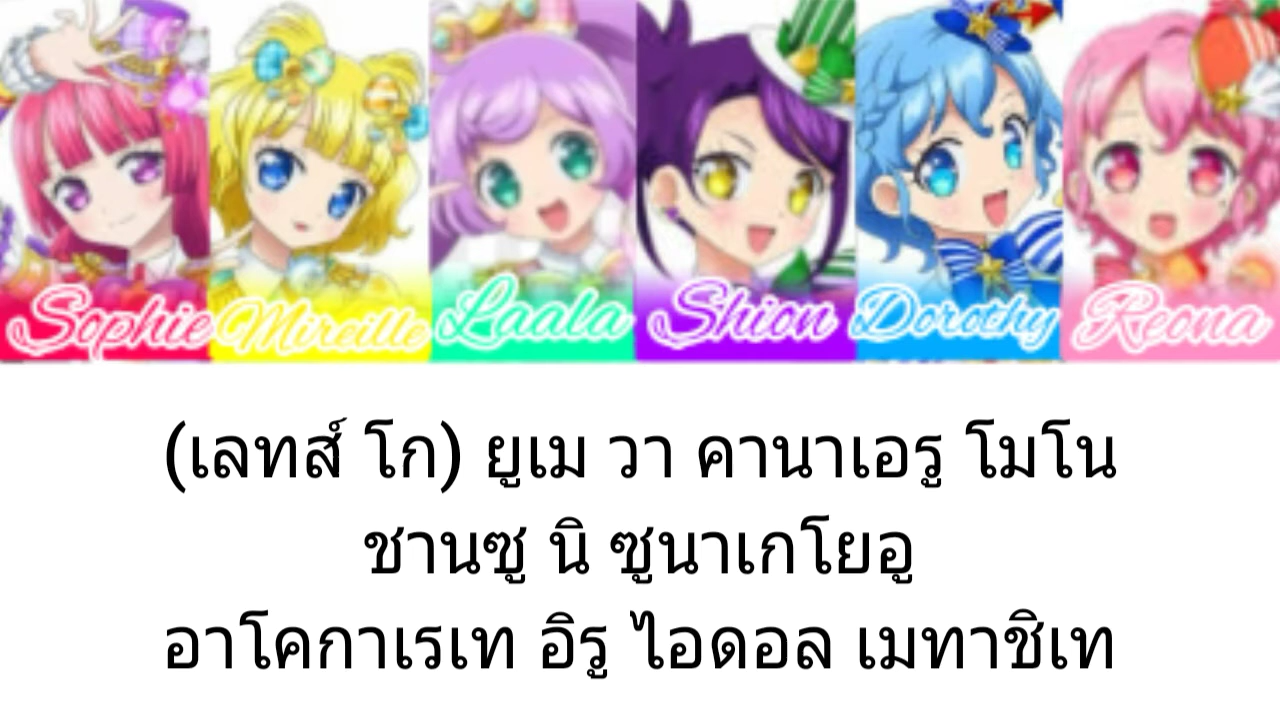 Sophie Mireille Laala Shion Dorothy Reona
(เลทส์ โก) ยูเม วา คานาเอรู โมโน
ชานซู นิ ซูนาเกโยอู
อาโคกาเรเท อิรู ไอดอล เมทาชิเท